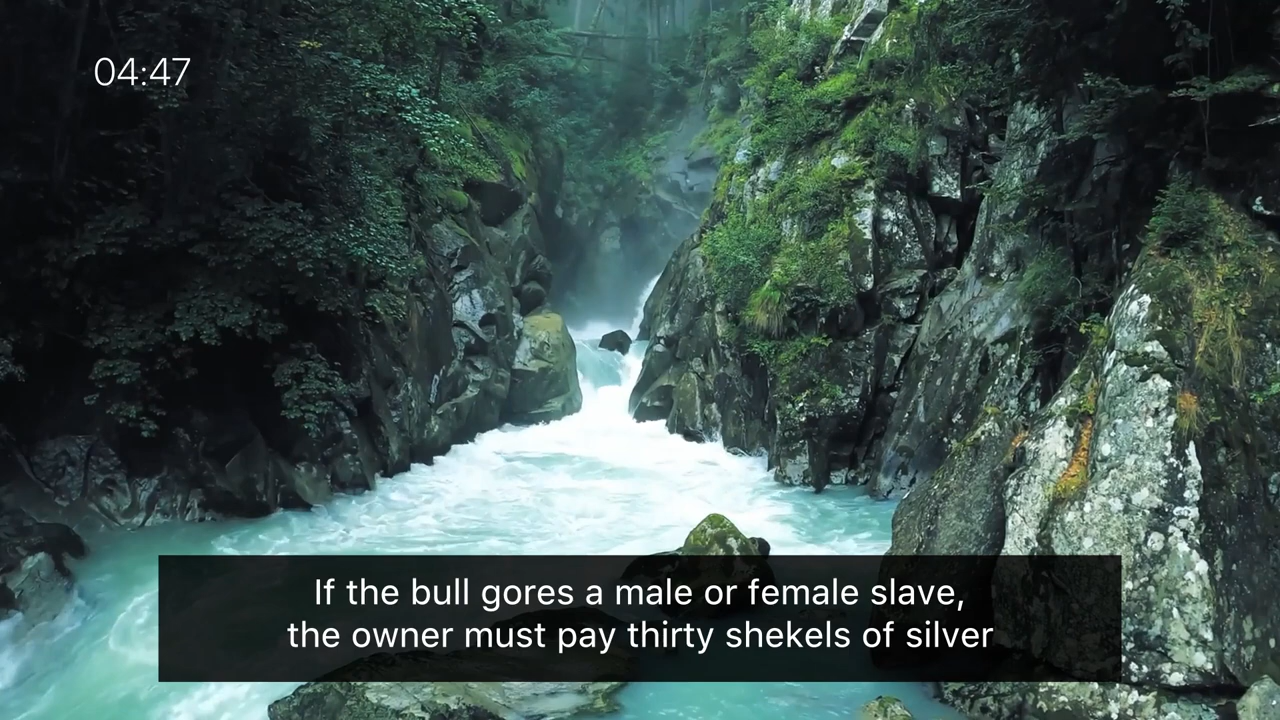 04:47
If the bull gores a male or female slave,
the owner must pay thirty shekels of silver